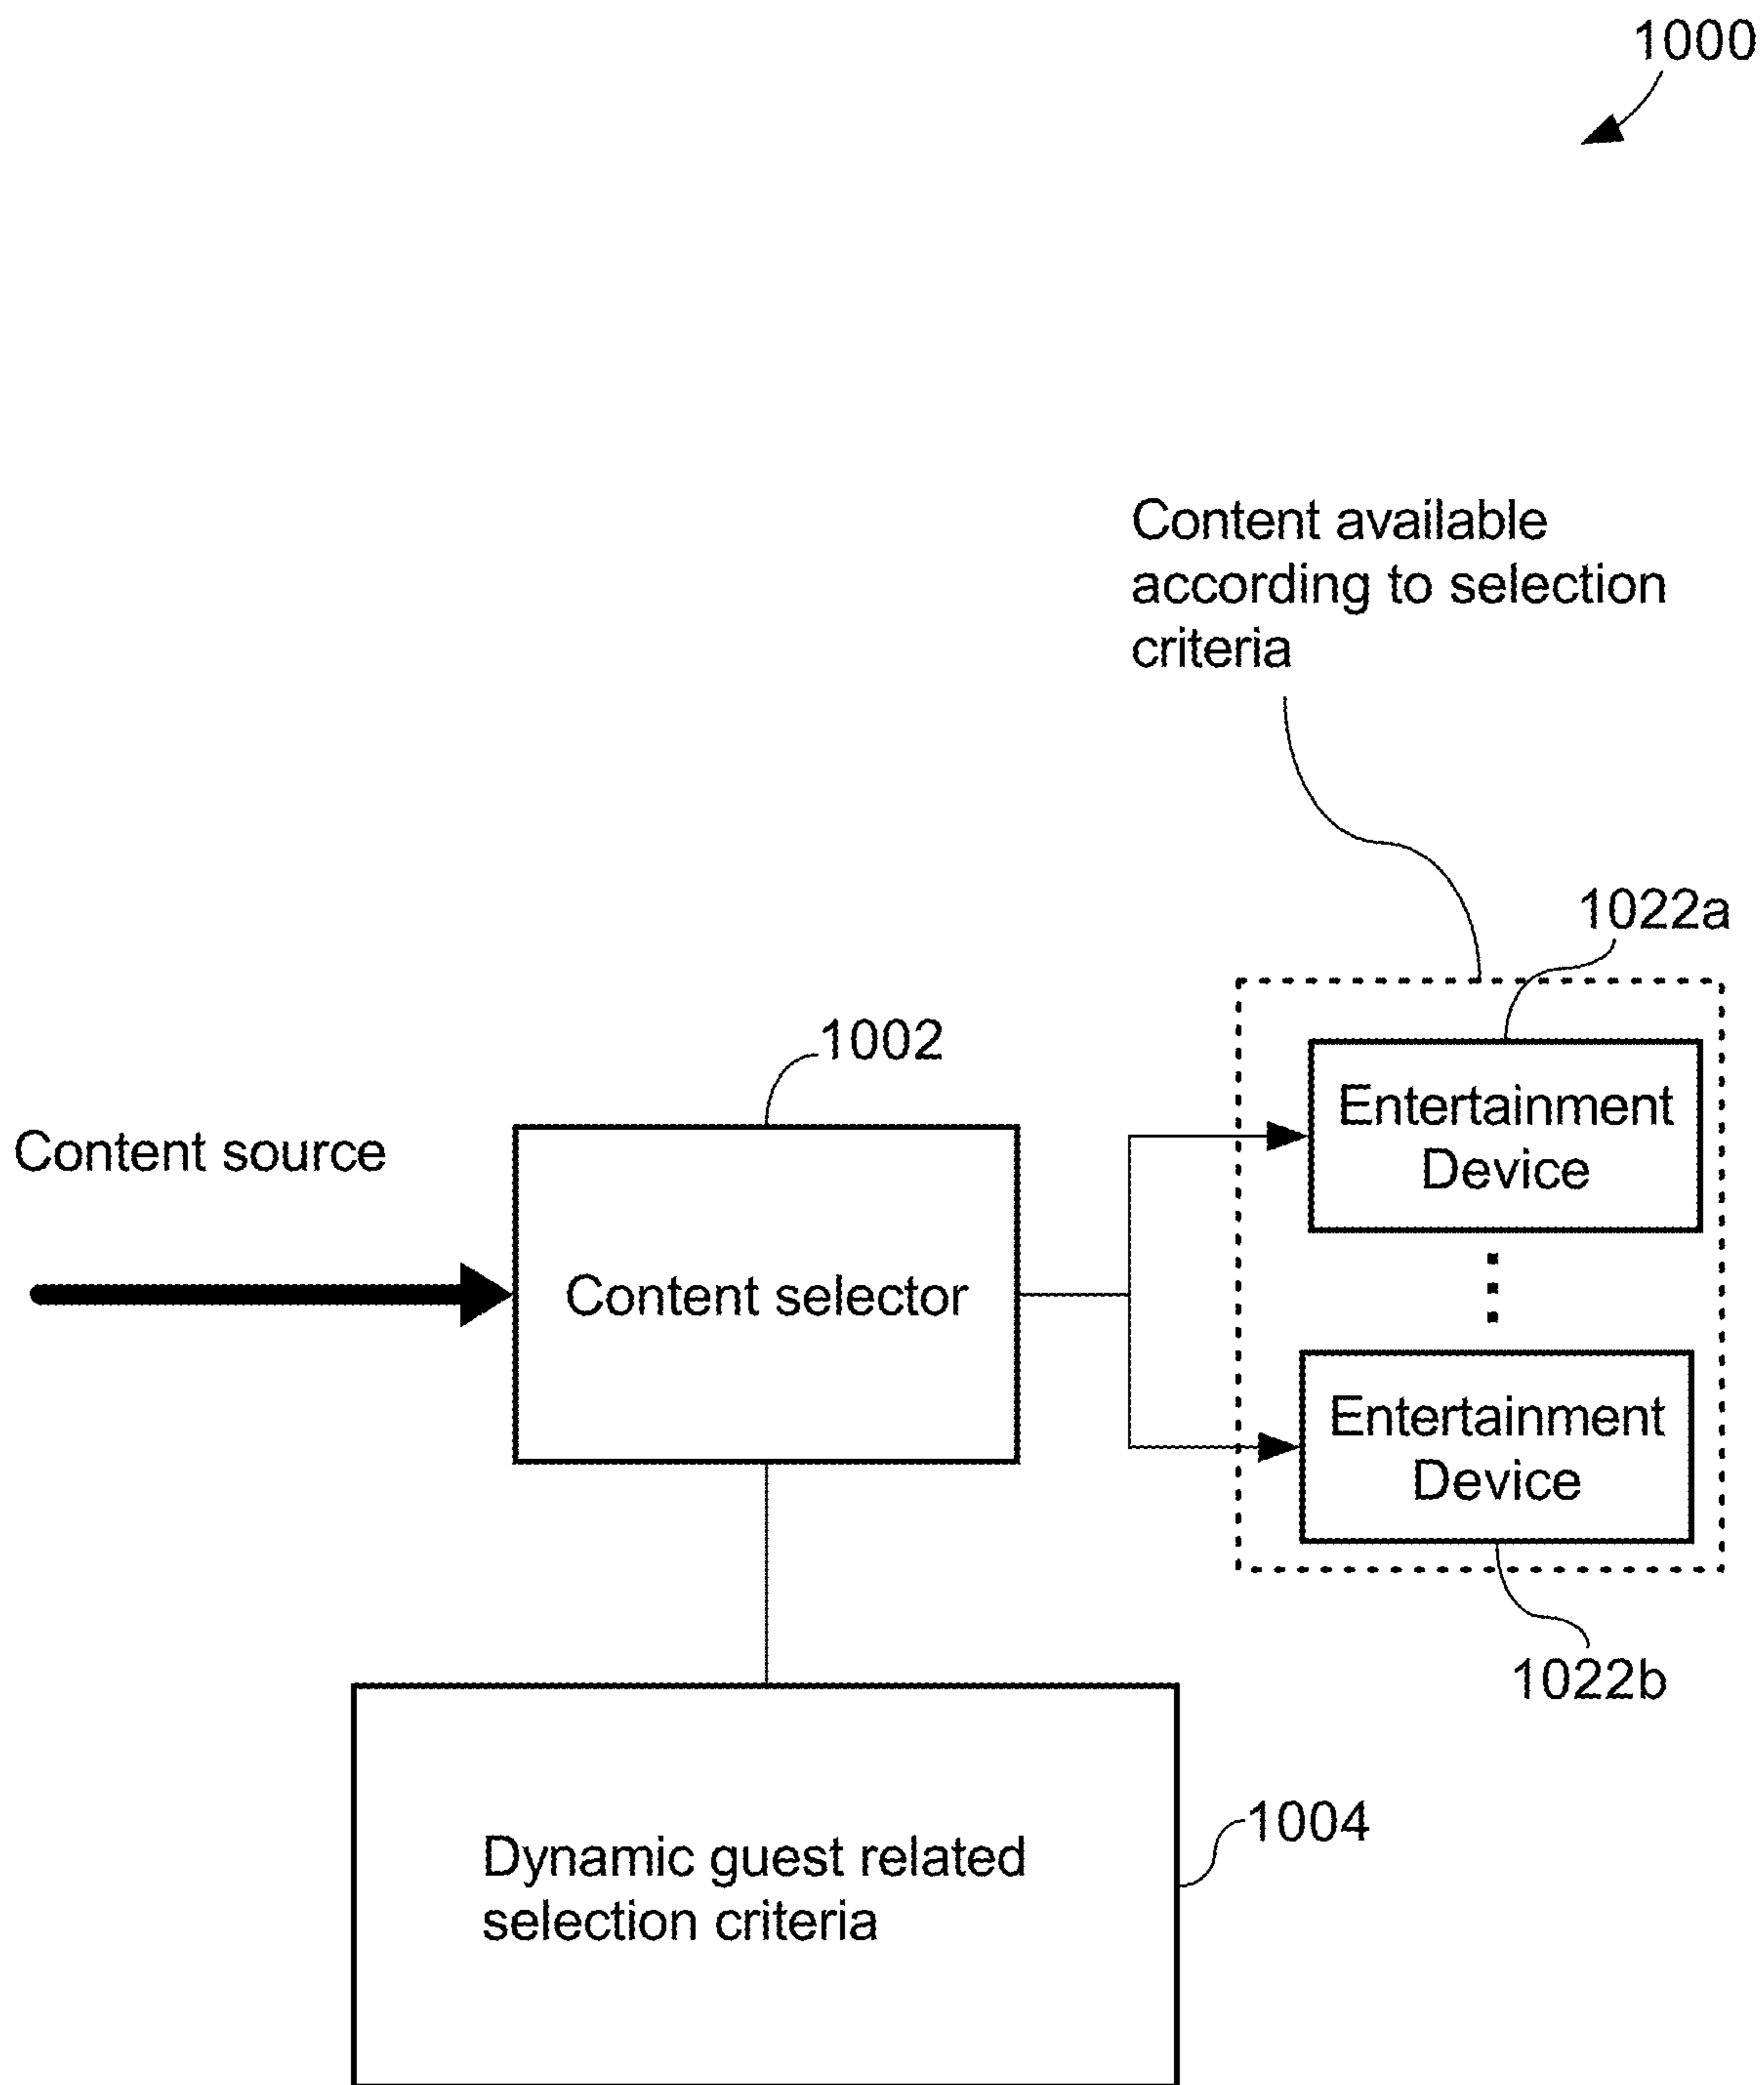 1000
Content available
according to selection
criteria
1022a
1002
Entertainment
Device
Content source
Content selector
Entertainment
Device
1022b
1004
Dynamic guest related
selection criteria